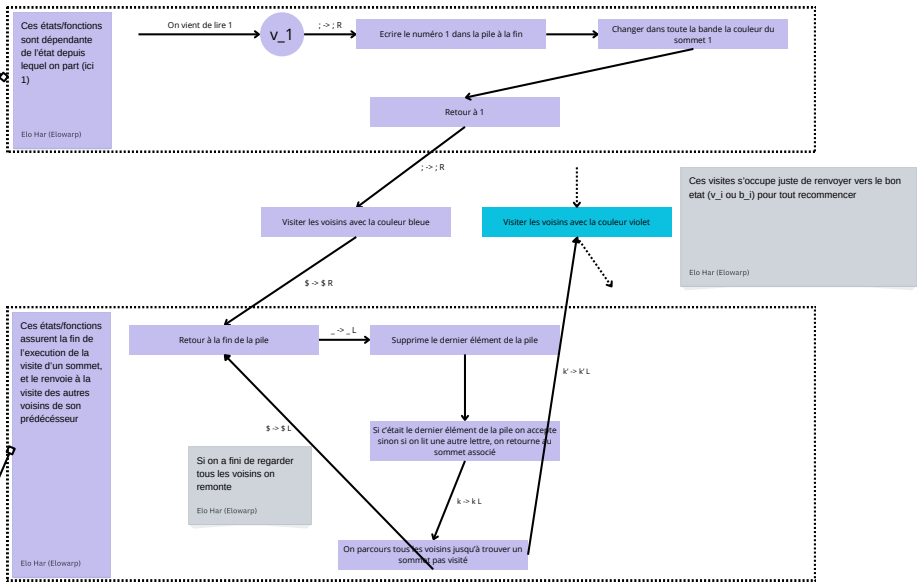 Ces états/fonctions
sont dépendante
de l'état depuis
lequel on part (ici
1)
Elo Har (Elowarp)
On vient de lire 1
v_1
; -> ; R
Ecrire le numéro 1 dans la pile à la fin
Changer dans toute la bande la couleur du
sommet 1
Retour à 1
; -> ; R
Visiter les voisins avec la couleur bleue
Visiter les voisins avec la couleur violet
Ces visites s'occupe juste de renvoyer vers le bon
etat (v_i ou b_i) pour tout recommencer
Elo Har (Elowarp)
$ -> $ R
Ces états/fonctions
assurent la fin de
l'execution de la
visite d'un sommet,
et le renvoie à la
visite des autres
voisins de son
prédécésseur
Elo Har (Elowarp)
Retour à la fin de la pile
_ -> _ L
Supprime le dernier élément de la pile
k' -> k' L
$ -> $ L
Si c'était le dernier élément de la pile on accepte
sinon si on lit une autre lettre, on retourne au
sommet associé
Si on a fini de regarder
tous les voisins on
remonte
Elo Har (Elowarp)
k -> k L
On parcours tous les voisins jusqu'à trouver un
sommet pas visité